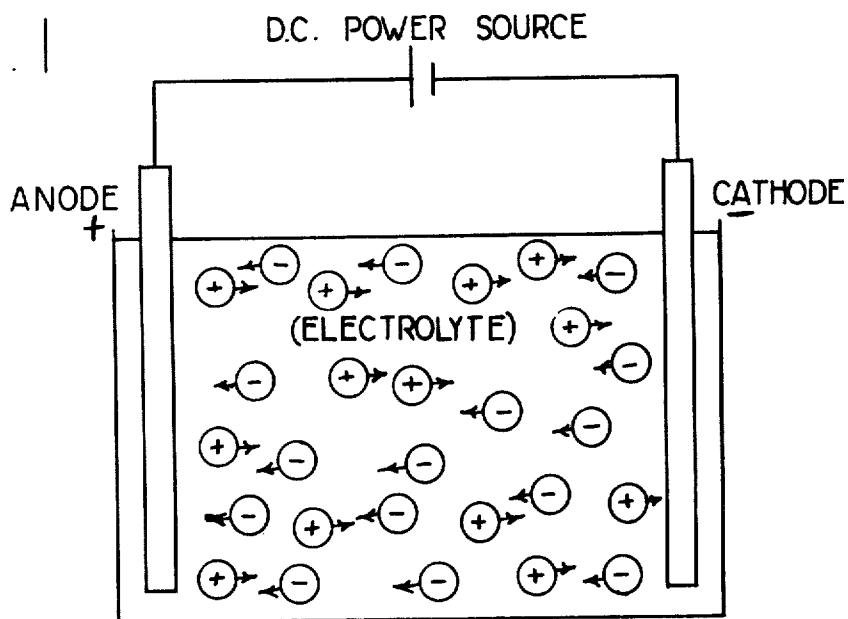 D.C. POWER SOURCE
ANODE
+
CATHODE
−
(ELECTROLYTE)